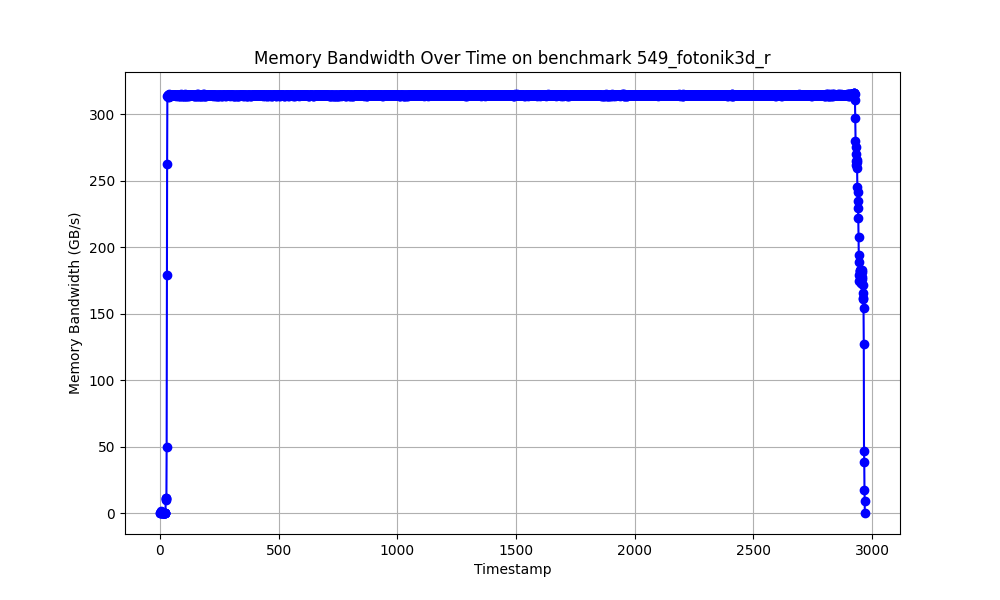 Memory Bandwidth Over Time on benchmark 549_fotonik3d_r
Memory Bandwidth (GB/s)
300
250
200
150
100
50
0
0 500 1000 1500 2000 2500 3000
Timestamp